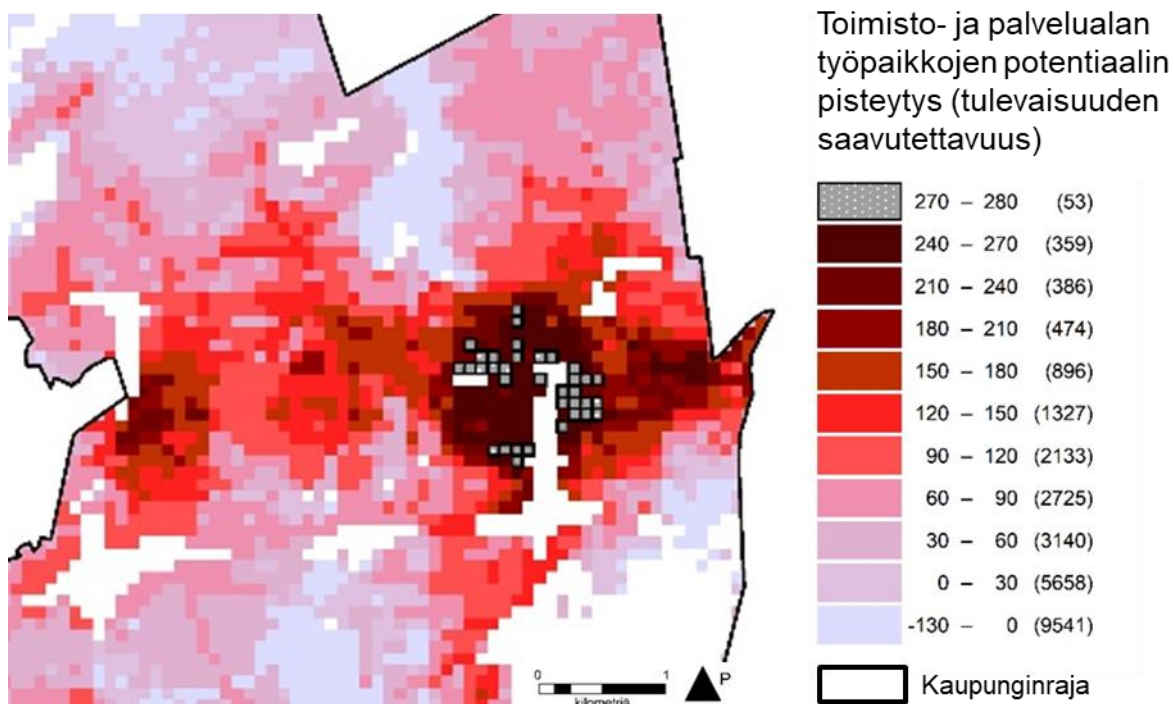 Toimisto- ja palvelualan
työpaikkojen potentiaalin
pisteytys (tulevaisuuden
saavutettavuus)
270 – 280 (53)
240 – 270 (359)
210 – 240 (386)
180 – 210 (474)
150 – 180 (896)
120 – 150 (1327)
90 – 120 (2133)
60 – 90 (2725)
30 – 60 (3140)
0 – 30 (5658)
-130 – 0 (9541)
Kaupunginraja
0 1
kilometriä
P